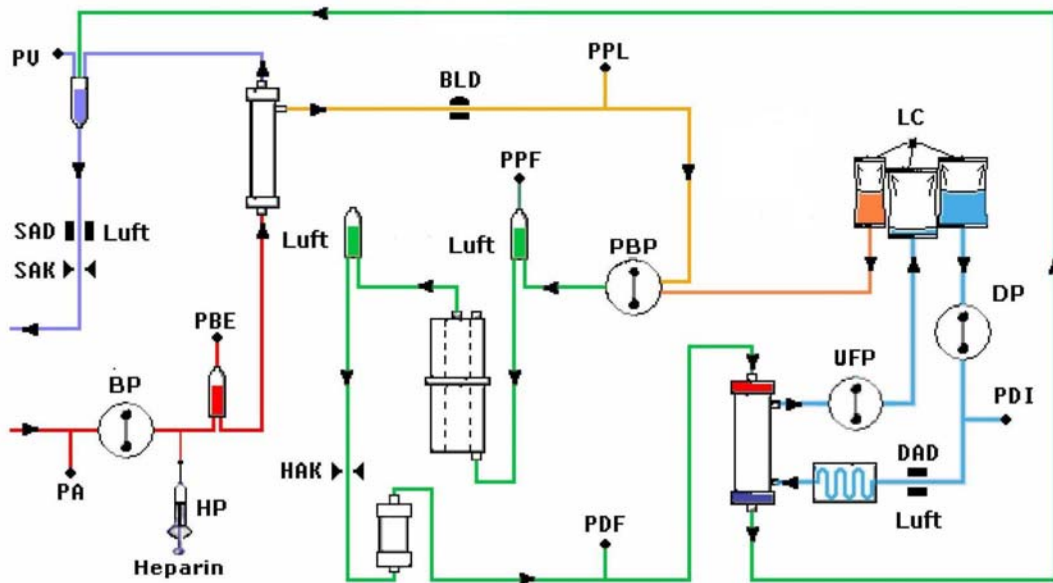 PV
BLD
PPL
LC
PPF
SAD
Luft
Luft
Luft
PBP
SAK
DP
PBE
UFP
BP
PDI
HAK
DAD
PA
HP
PDF
Luft
Heparin